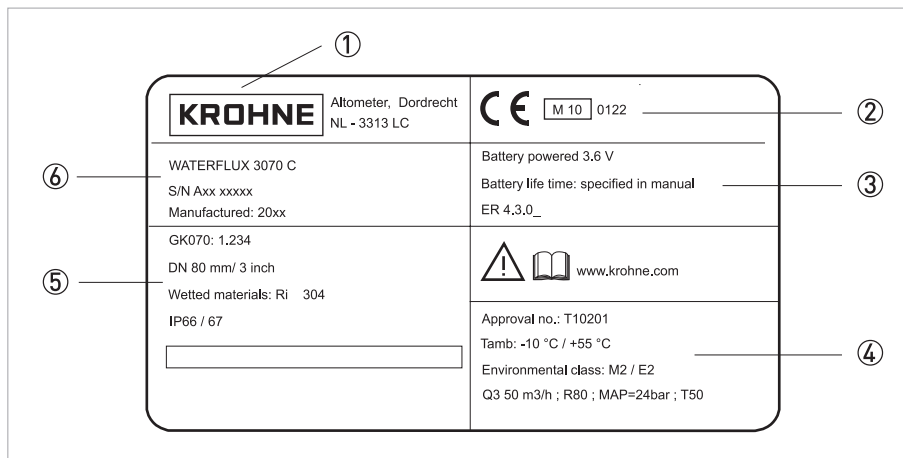 ①
KROHNE
Altometer, Dordrecht
NL - 3313 LC
CE M 10 0122
②
⑥
WATERFLUX 3070 C
S/N Axx xxxxx
Manufactured: 20xx
Battery powered 3.6 V
Battery life time: specified in manual
ER 4.3.0_
③
⑤
GK070: 1.234
DN 80 mm/ 3 inch
Wetted materials: Ri 304
IP66 / 67
www.krohne.com
Approval no.: T10201
Tamb: -10 °C / +55 °C
Environmental class: M2 / E2
Q3 50 m3/h ; R80 ; MAP=24bar ; T50
④